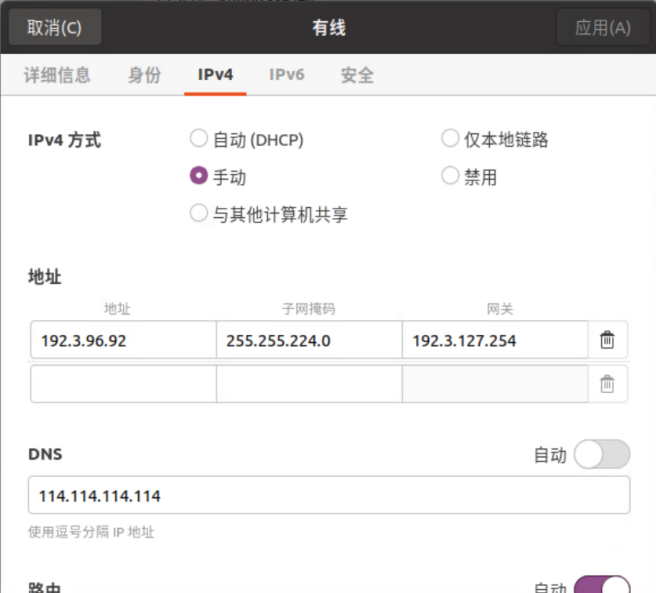 取消(C) 有线 应用(A)
详细信息 身份 IPv4 IPv6 安全
IPv4 方式 自动 (DHCP) 仅本地链路
手动 禁用
与其他计算机共享
地址
地址 子网掩码 网关
192.3.96.92 255.255.224.0 192.3.127.254
DNS 自动
114.114.114.114
使用逗号分隔 IP 地址
路由 自动